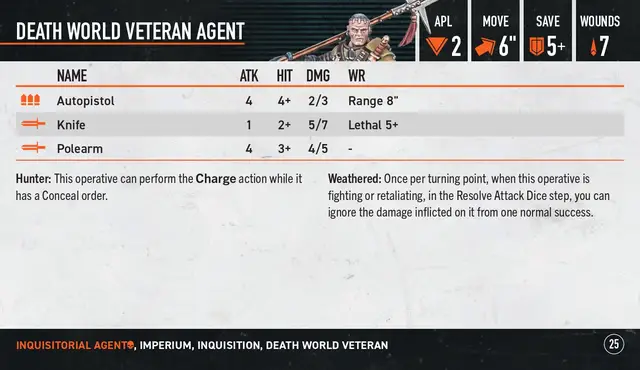 DEATH WORLD VETERAN AGENT
APL MOVE SAVE WOUNDS
2 6" 5+ 7
NAME ATK HIT DMG WR
Autopistol 4 4+ 2/3 Range 8"
Knife 1 2+ 5/7 Lethal 5+
Polearm 4 3+ 4/5 -
Hunter: This operative can perform the Charge action while it
has a Conceal order.
Weathered: Once per turning point, when this operative is
fighting or retaliating, in the Resolve Attack Dice step, you can
ignore the damage inflicted on it from one normal success.
INQUISITORIAL AGENT, IMPERIUM, INQUISITION, DEATH WORLD VETERAN
25